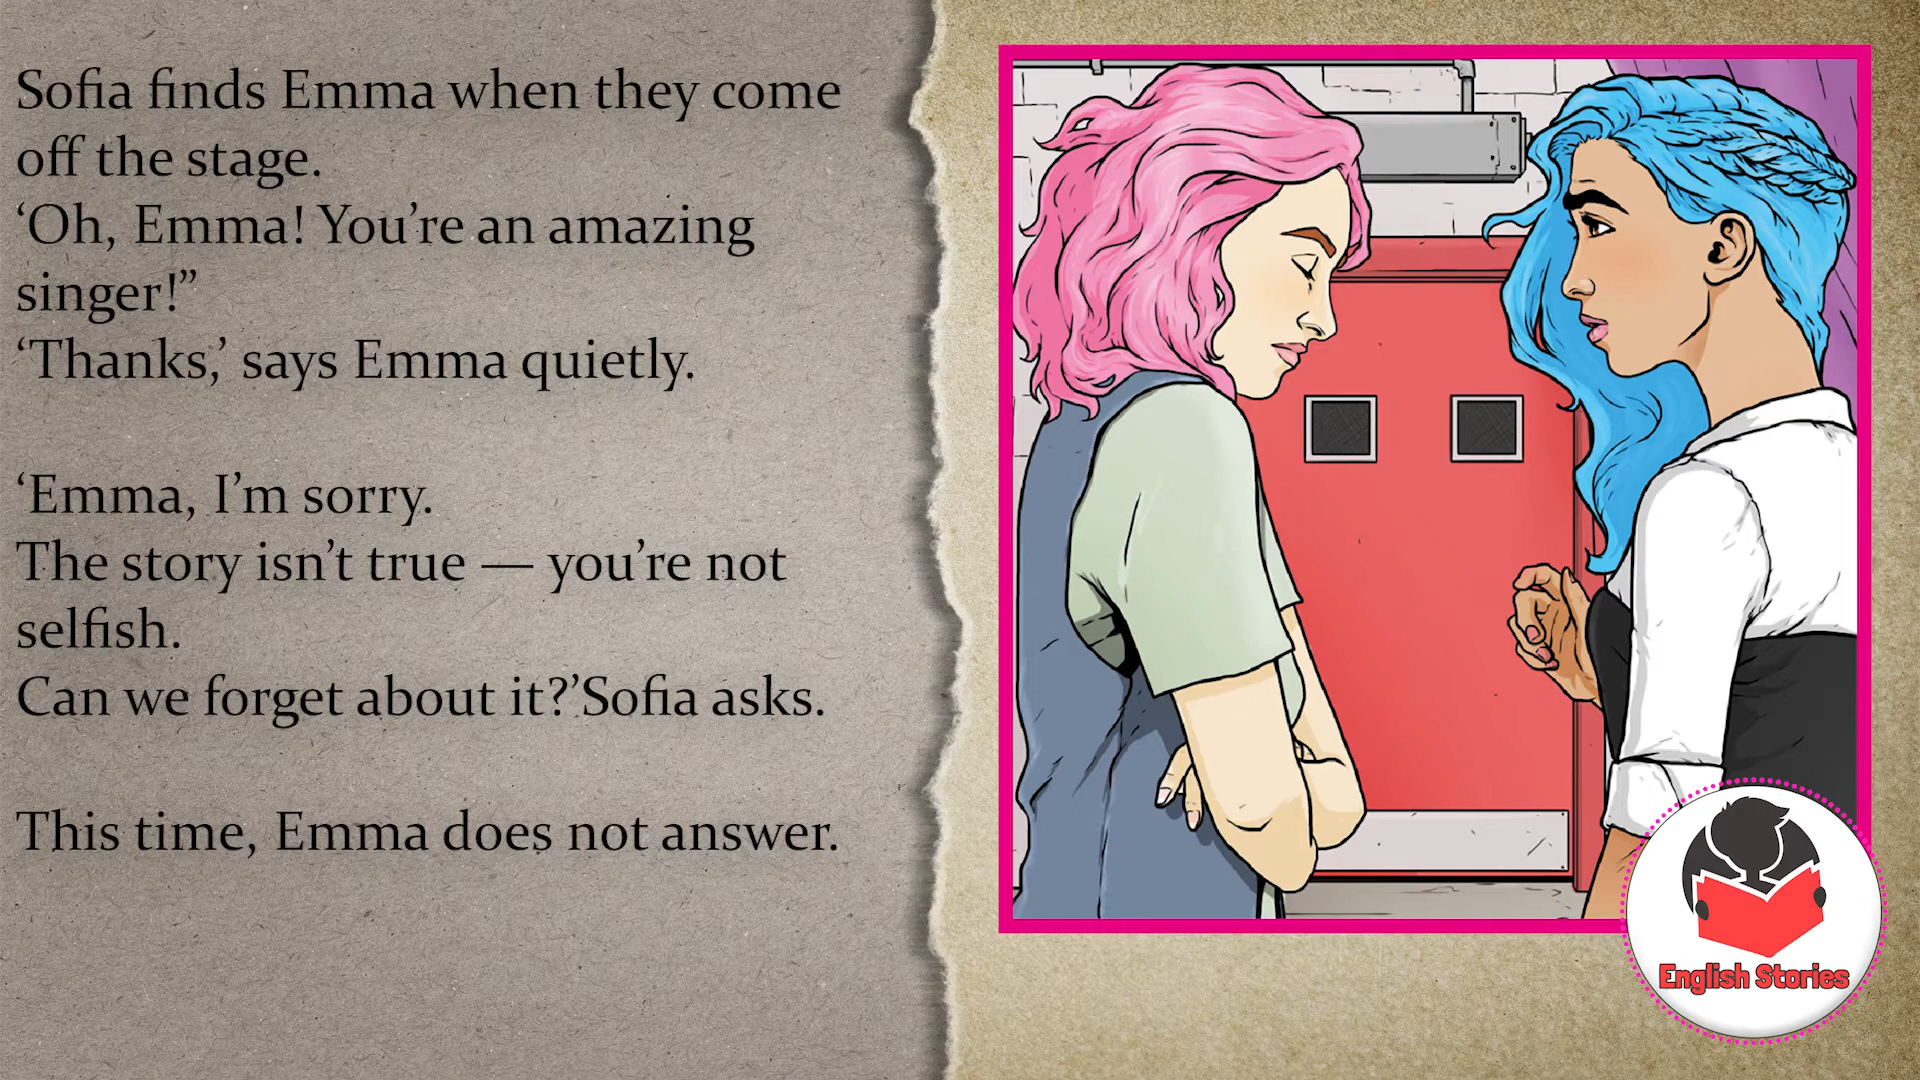 Sofia finds Emma when they come
off the stage.
‘Oh, Emma! You’re an amazing
singer!”
‘Thanks,’ says Emma quietly.
‘Emma, I’m sorry.
The story isn’t true — you’re not
selfish.
Can we forget about it?’Sofia asks.
This time, Emma does not answer.
English Stories